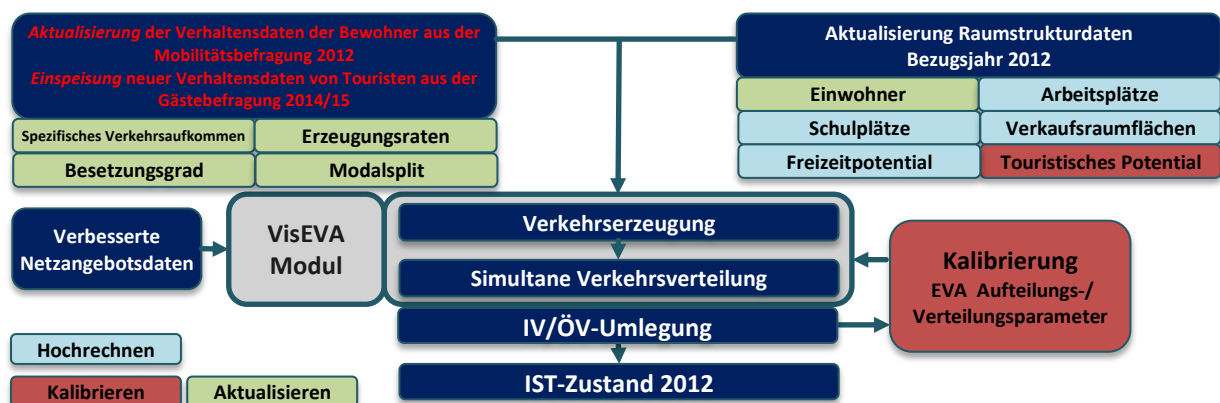 Aktualisierung der Verhaltensdaten der Bewohner aus der
Mobilitätsbefragung 2012
Einspeisung neuer Verhaltensdaten von Touristen aus der
Gästebefragung 2014/15
Spezifisches Verkehrsaufkommen
Erzeugungsraten
Besetzungsgrad
Modalsplit
Aktualisierung Raumstrukturdaten
Bezugsjahr 2012
Einwohner
Arbeitsplätze
Schulplätze
Verkaufsraumflächen
Freizeitpotential
Touristisches Potential
Verbesserte
Netzangebotsdaten
VisEVA
Modul
Verkehrserzeugung
Simultane Verkehrsverteilung
IV/ÖV-Umlegung
IST-Zustand 2012
Kalibrierung
EVA Aufteilungs-/
Verteilungsparameter
Hochrechnen
Kalibrieren
Aktualisieren